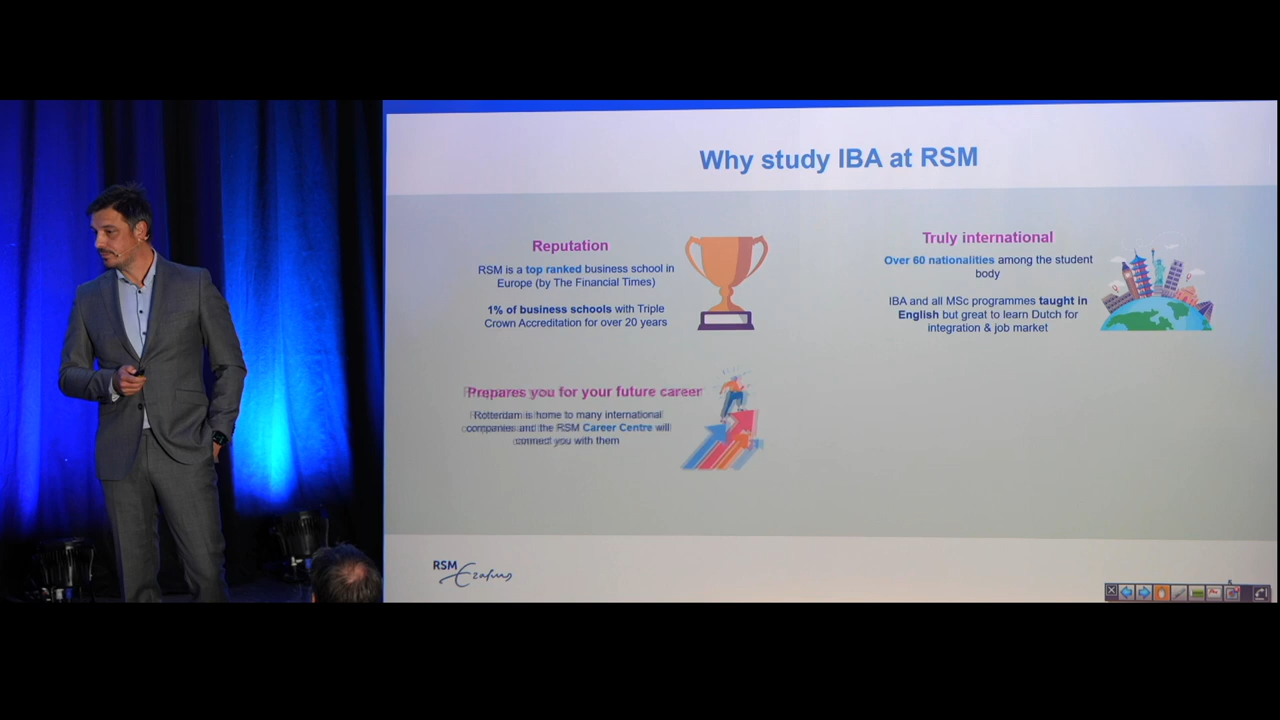 Why study IBA at RSM
Reputation
RSM is a top ranked business school in
Europe (by The Financial Times)
1% of business schools with Triple
Crown Accreditation for over 20 years
Truly international
Over 60 nationalities among the student
body
IBA and all MSc programmes taught in
English but great to learn Dutch for
integration & job market
Prepares you for your future career
Rotterdam is home to many international
companies and the RSM Career Centre will
connect you with them
RSM
Erasmus